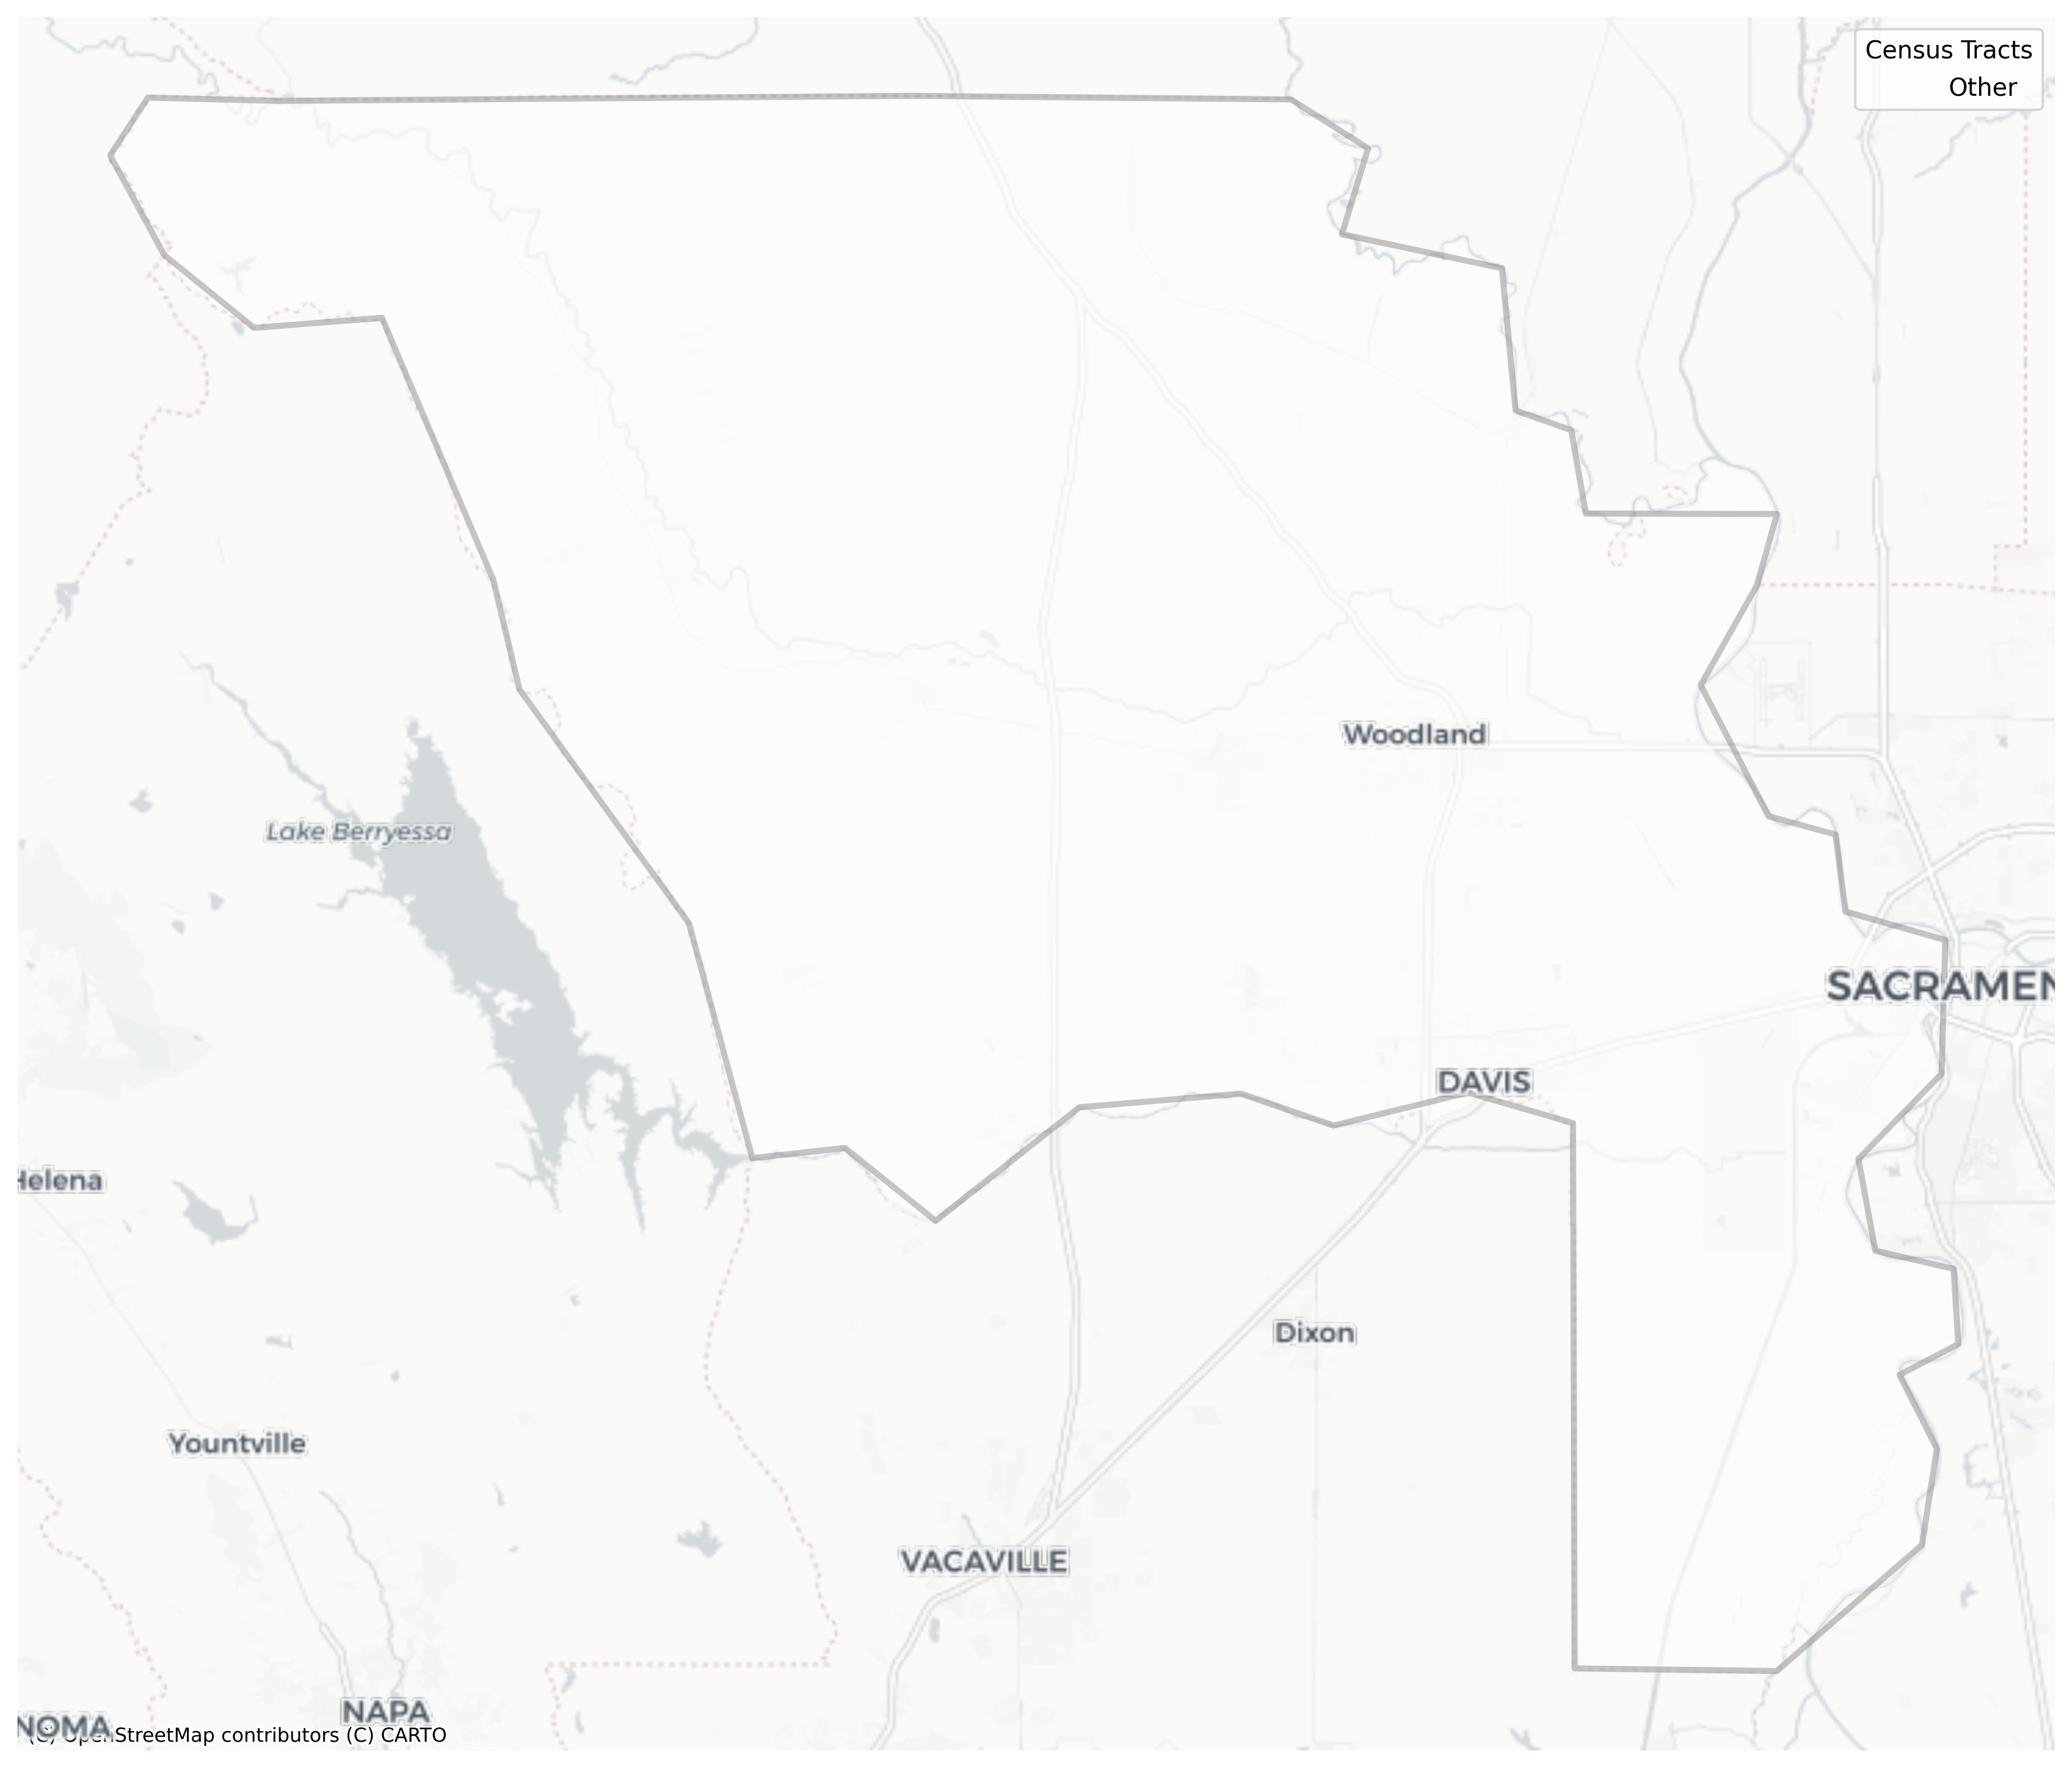 Census Tracts
Other
Woodland
Lake Berryessa
SACRAMEN
DAVIS
Helena
Dixon
Yountville
VACAVILLE
NAPA
NOMA
(C) OpenStreetMap contributors (C) CARTO